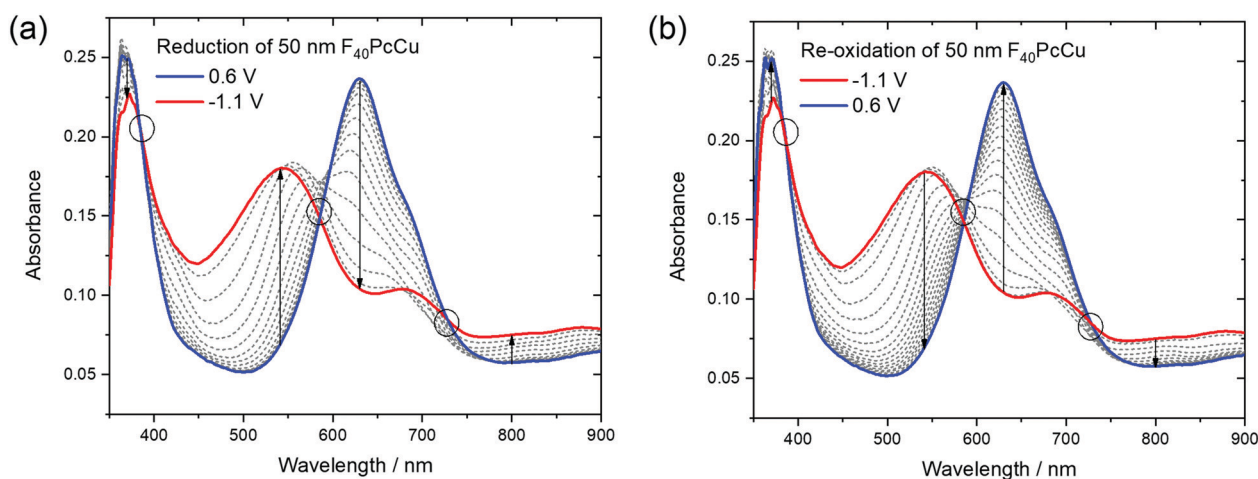 (a)
Reduction of 50 nm F₄₀PcCu
0.6 V
-1.1 V
0.25
0.20
0.15
0.10
0.05
Absorbance
400 500 600 700 800 900
Wavelength / nm
(b)
Re-oxidation of 50 nm F₄₀PcCu
-1.1 V
0.6 V
0.25
0.20
0.15
0.10
0.05
Absorbance
400 500 600 700 800 900
Wavelength / nm